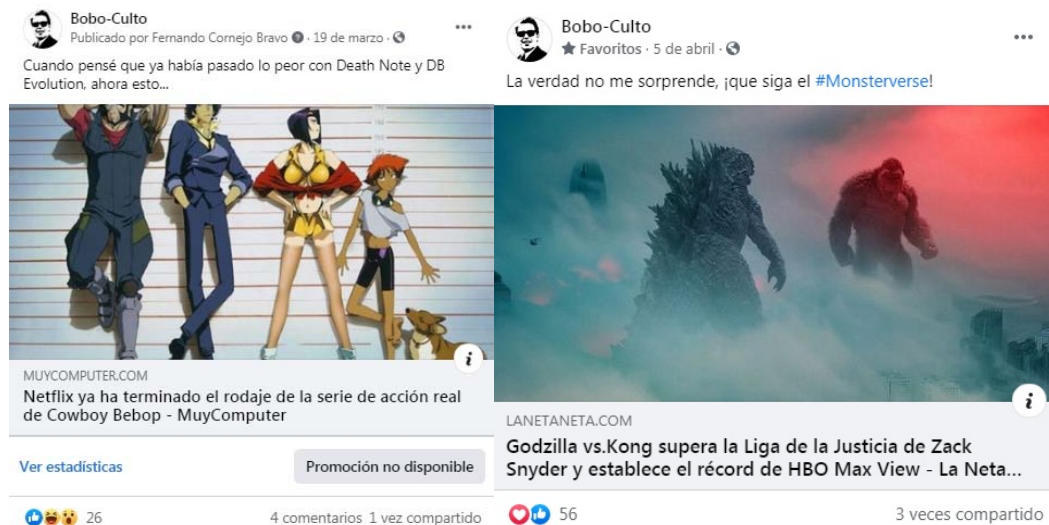 Bobo-Culto
Publicado por Fernando Cornejo Bravo · 19 de marzo ·
Cuando pensé que ya había pasado lo peor con Death Note y DB
Evolution, ahora esto...
MUYCOMPUTER.COM
Netflix ya ha terminado el rodaje de la serie de acción real
de Cowboy Bebop - MuyComputer
Ver estadísticas
Promoción no disponible
26
4 comentarios 1 vez compartido
Bobo-Culto
Favoritos · 5 de abril ·
La verdad no me sorprende, ¡que siga el #Monsterverse!
LANETANETA.COM
Godzilla vs.Kong supera la Liga de la Justicia de Zack
Snyder y establece el récord de HBO Max View - La Neta...
56
3 veces compartido